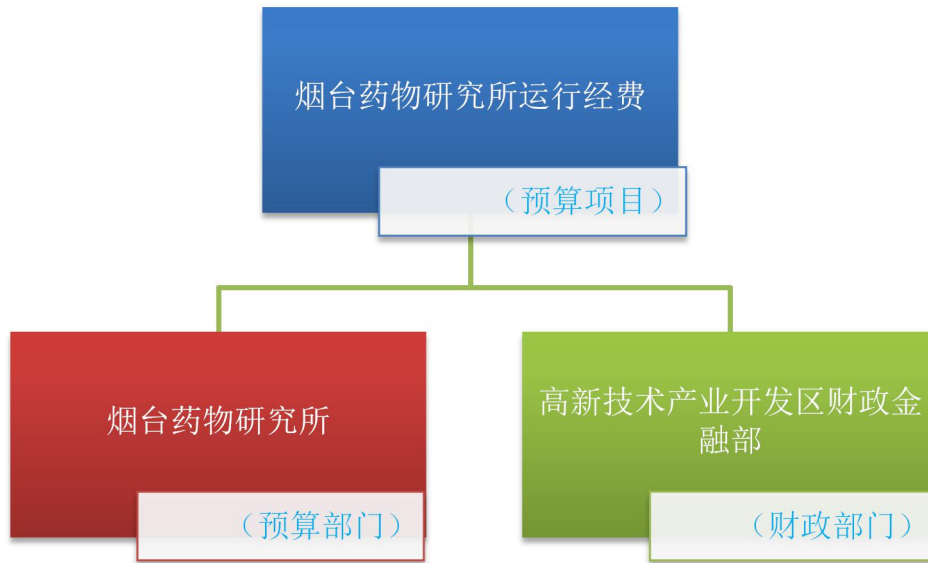 烟台药物研究所运行经费
（预算项目）
烟台药物研究所
（预算部门）
高新技术产业开发区财政金
融部
（财政部门）